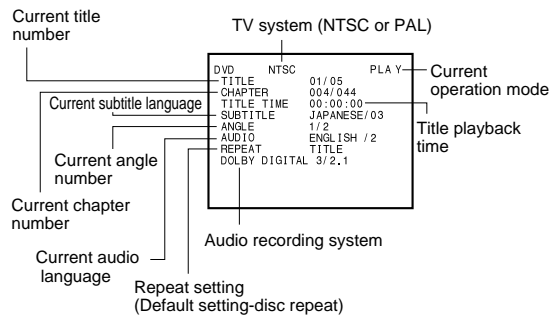 Current title
number
TV system (NTSC or PAL)
DVD NTSC PLAY
TITLE 01/05
CHAPTER 004/044
TITLE TIME 00:00:00
SUBTITLE JAPANESE/03
ANGLE 1/2
AUDIO ENGLISH /2
REPEAT TITLE
DOLBY DIGITAL 3/2.1
Current
operation mode
Title playback
time
Current subtitle language
Current angle
number
Current chapter
number
Current audio
language
Audio recording system
Repeat setting
(Default setting-disc repeat)